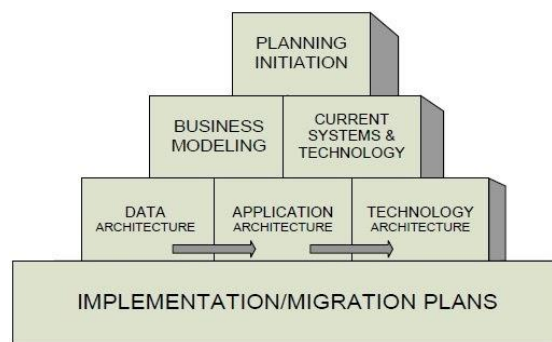 PLANNING
INITIATION
BUSINESS
MODELING
CURRENT
SYSTEMS &
TECHNOLOGY
DATA
ARCHITECTURE
APPLICATION
ARCHITECTURE
TECHNOLOGY
ARCHITECTURE
IMPLEMENTATION/MIGRATION PLANS